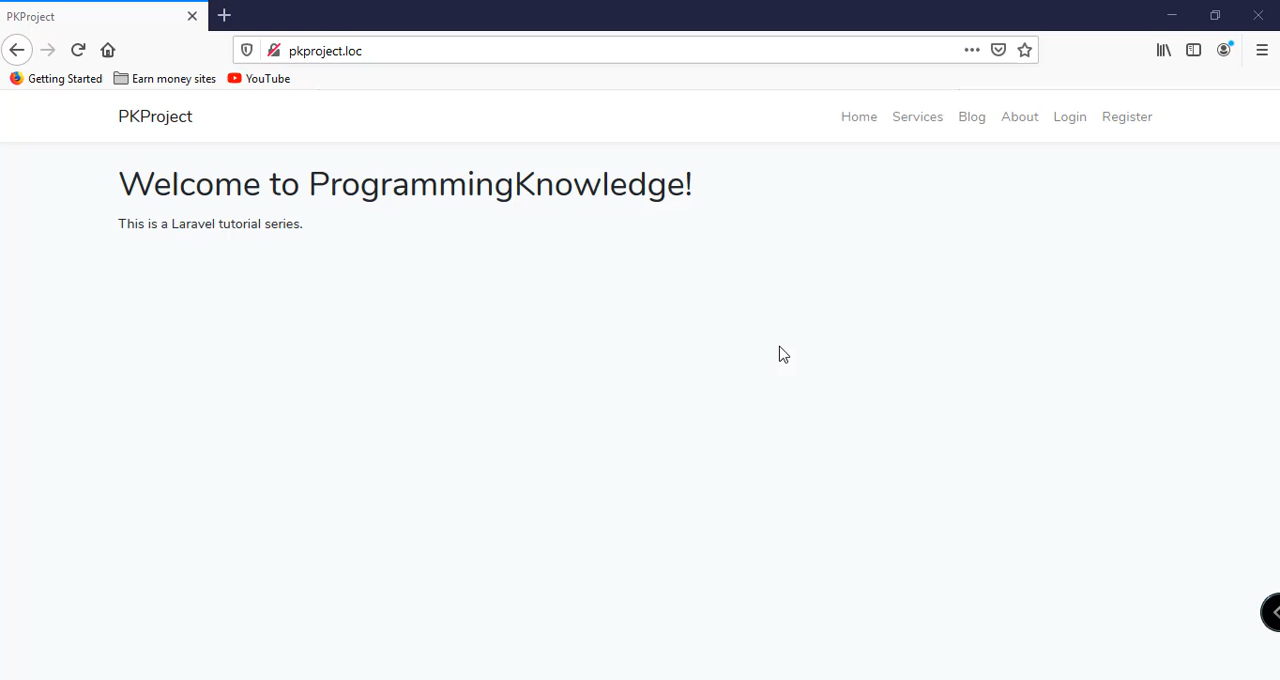 PKProject
pkproject.loc
Getting Started Earn money sites YouTube
PKProject Home Services Blog About Login Register
Welcome to ProgrammingKnowledge!
This is a Laravel tutorial series.